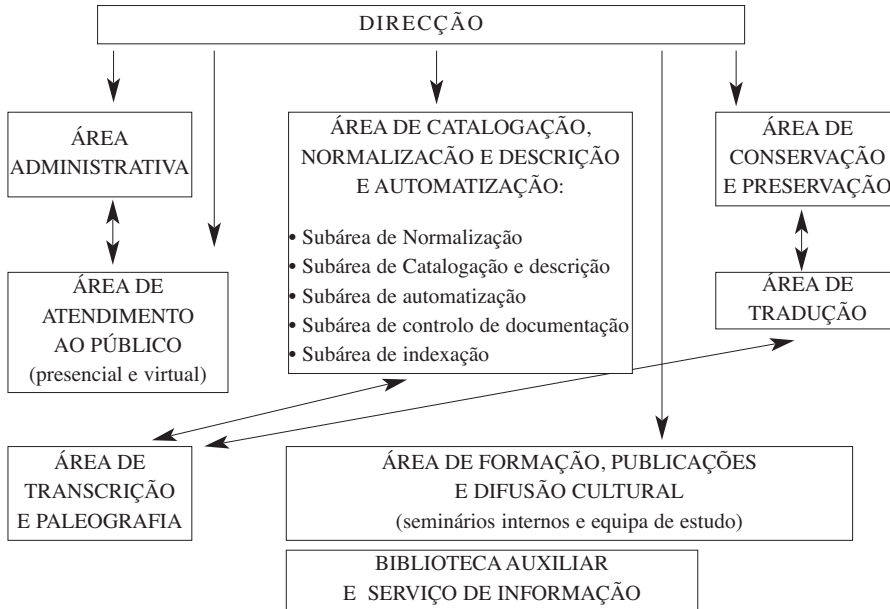 DIRECÇÃO
ÁREA
ADMINISTRATIVA
ÁREA DE CATALOGAÇÃO,
NORMALIZACÃO E DESCRIÇÃO
E AUTOMATIZAÇÃO:
• Subárea de Normalização
• Subárea de Catalogação e descrição
• Subárea de automatização
• Subárea de controlo de documentação
• Subárea de indexação
ÁREA DE
CONSERVAÇÃO
E PRESERVAÇÃO
ÁREA DE
ATENDIMENTO
AO PÚBLICO
(presencial e virtual)
ÁREA DE
TRADUÇÃO
ÁREA DE
TRANSCRIÇÃO
E PALEOGRAFIA
ÁREA DE FORMAÇÃO, PUBLICAÇÕES
E DIFUSÃO CULTURAL
(seminários internos e equipa de estudo)
BIBLIOTECA AUXILIAR
E SERVIÇO DE INFORMAÇÃO